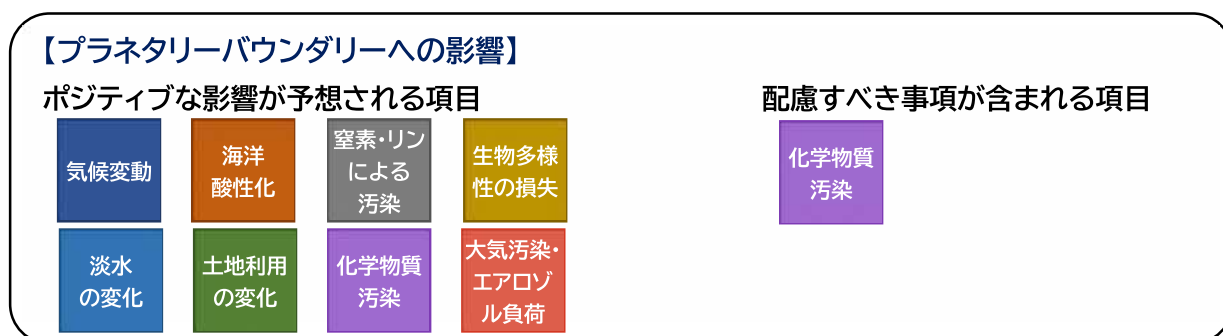 【プラネタリーバウンダリーへの影響】
ポジティブな影響が予想される項目
気候変動
海洋
酸性化
窒素・リン
による
汚染
生物多様
性の損失
淡水
の変化
土地利用
の変化
化学物質
汚染
大気汚染・
エアロゾ
ル負荷
配慮すべき事項が含まれる項目
化学物質
汚染